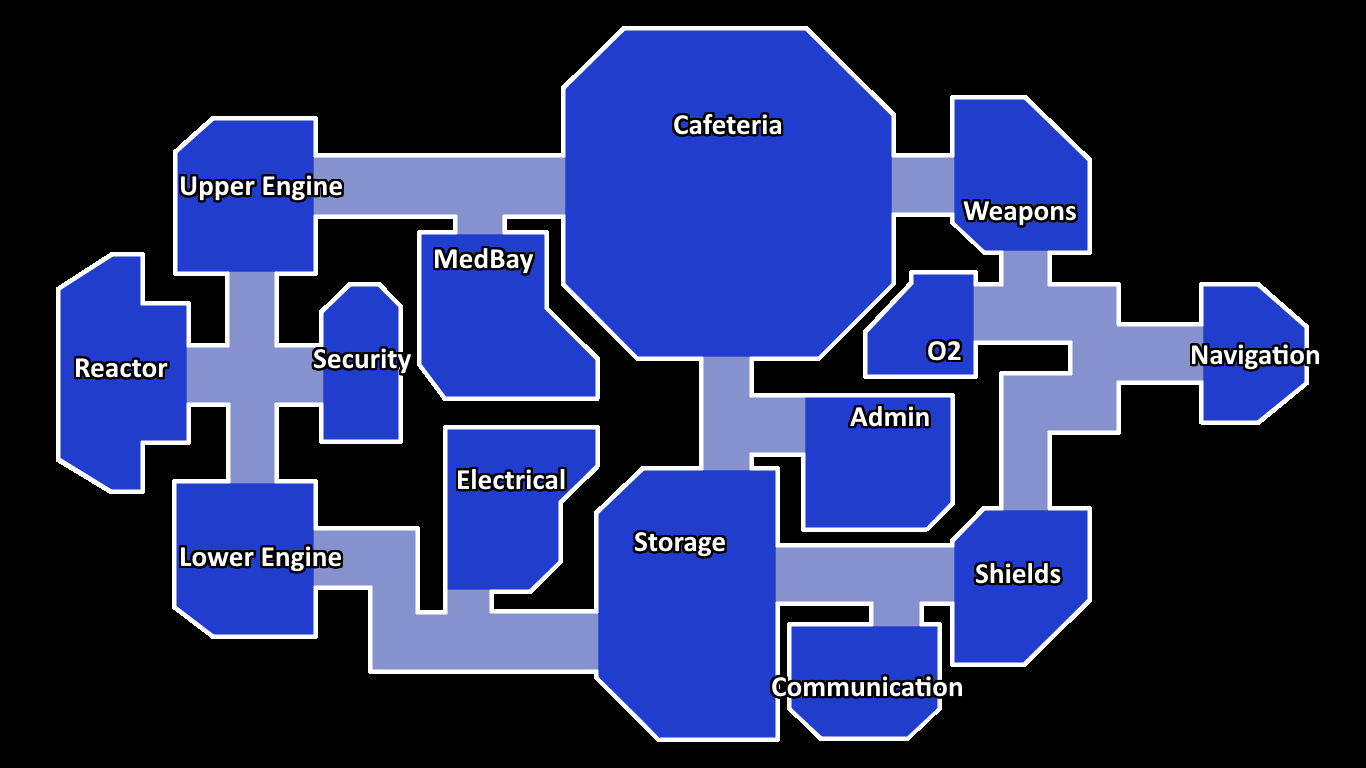 Cafeteria
Upper Engine
Weapons
MedBay
O2
Navigation
Security
Reactor
Admin
Electrical
Storage
Lower Engine
Shields
Communication